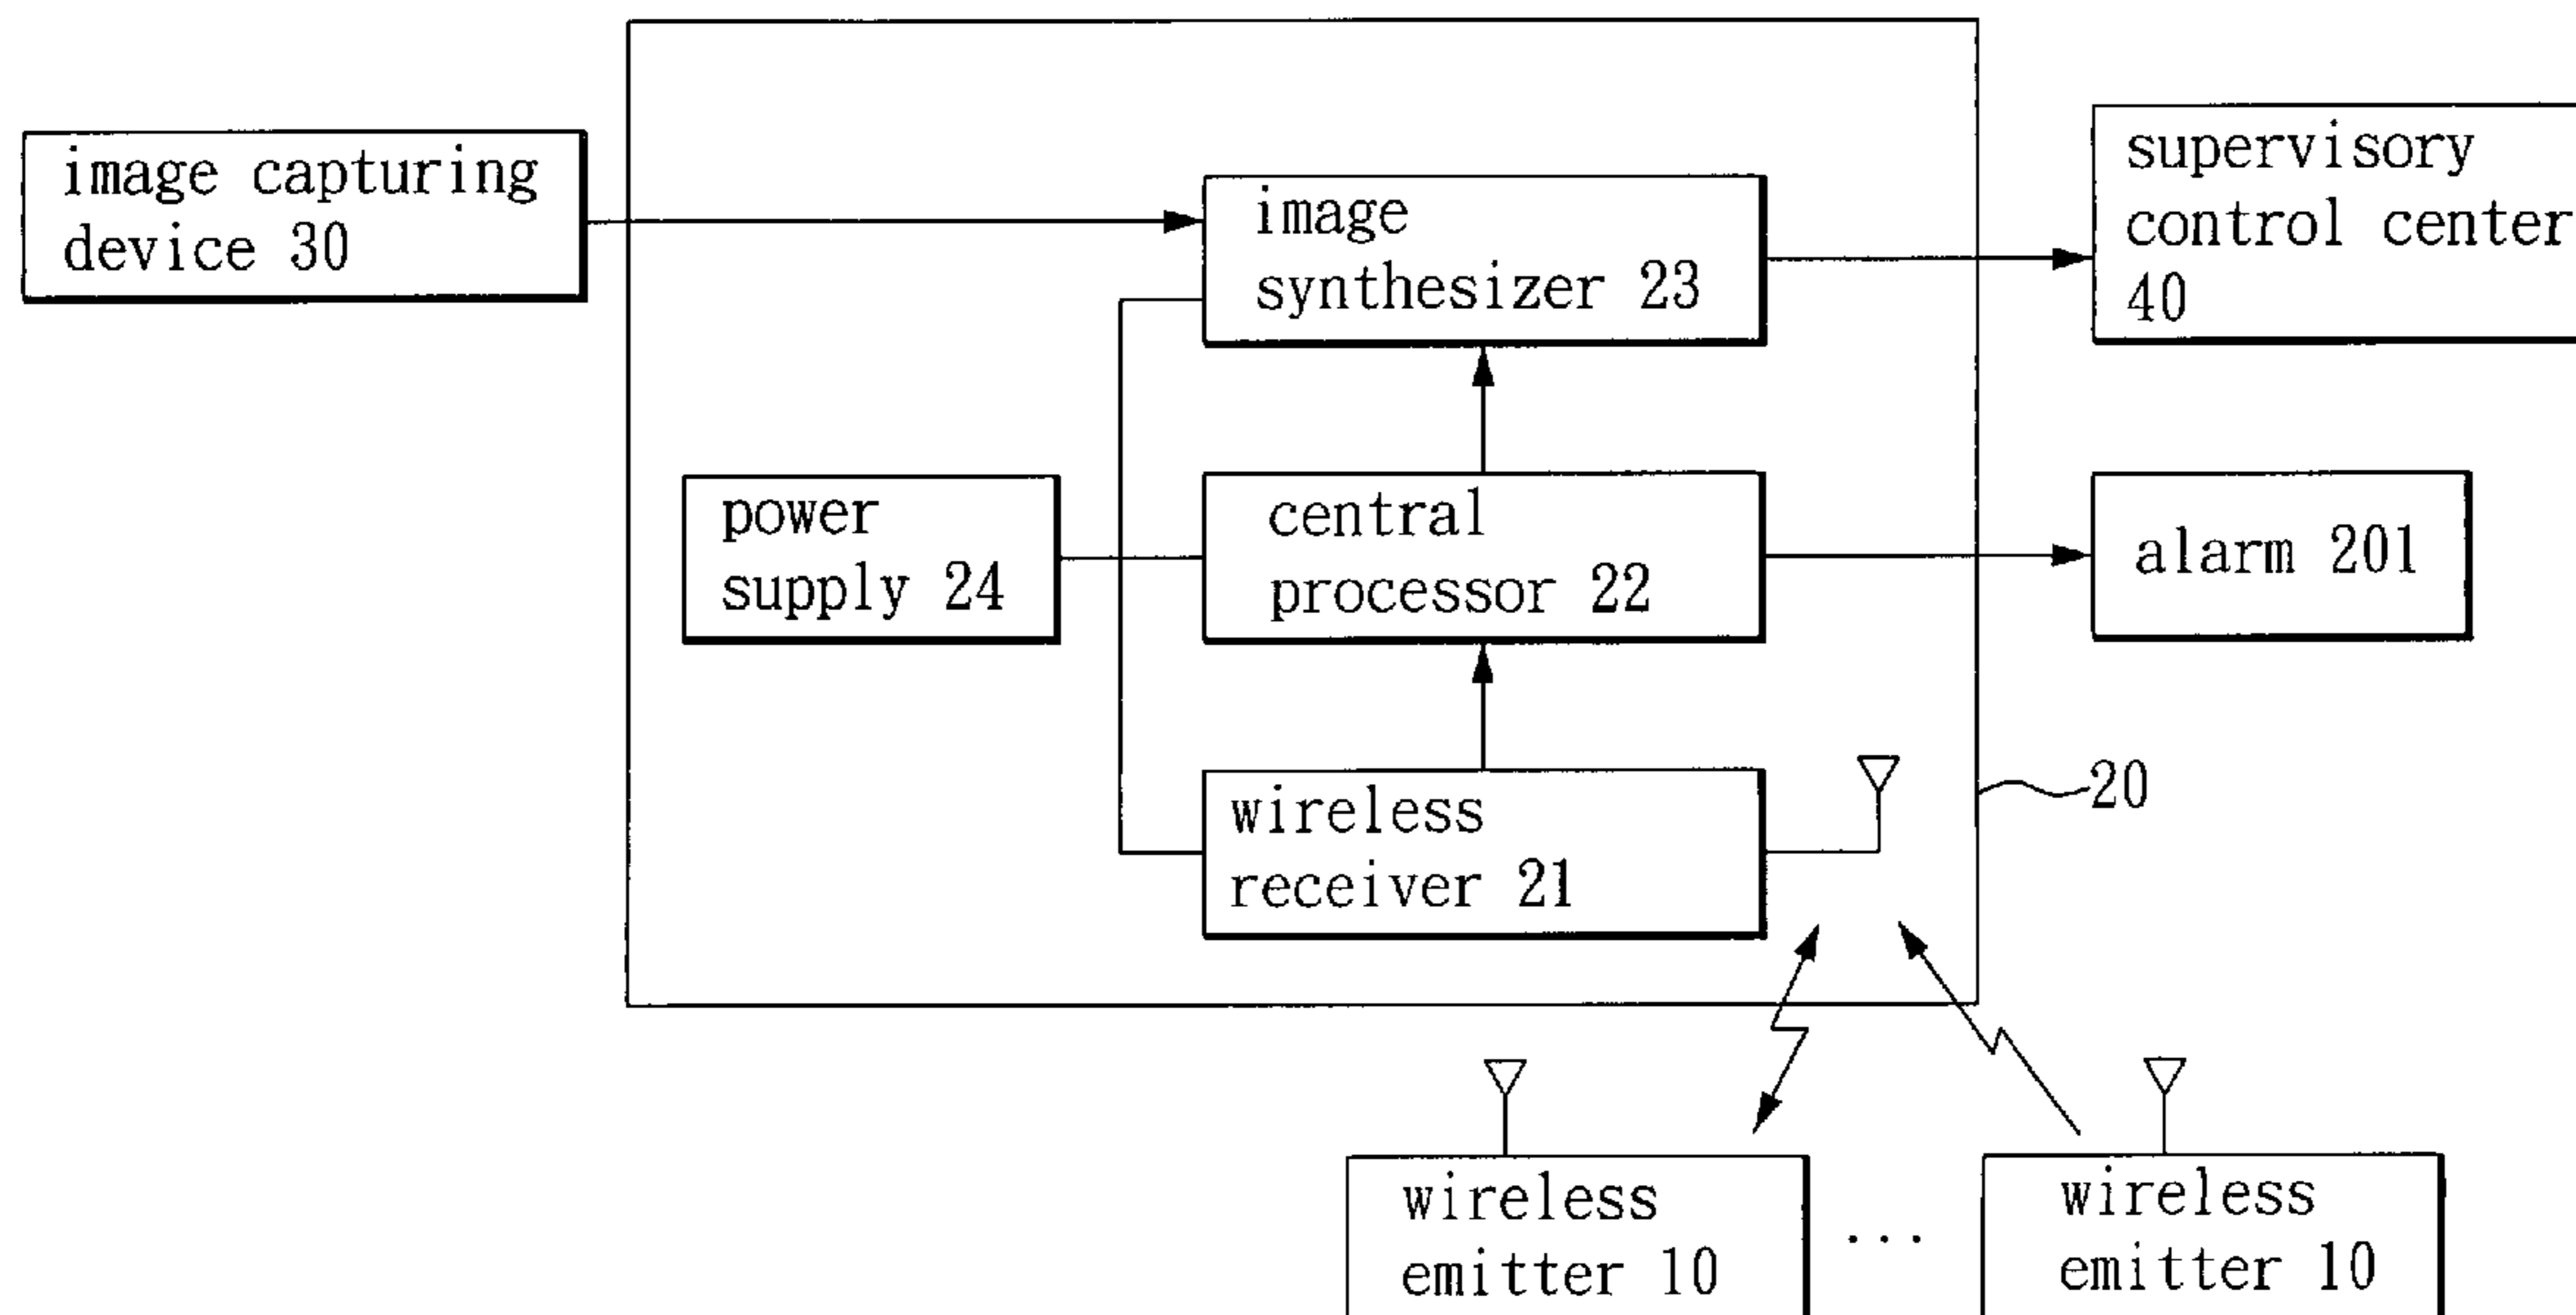 image capturing
device 30
image
synthesizer 23
supervisory
control center
40
power
supply 24
central
processor 22
alarm 201
wireless
receiver 21
20
wireless
emitter 10
...
wireless
emitter 10